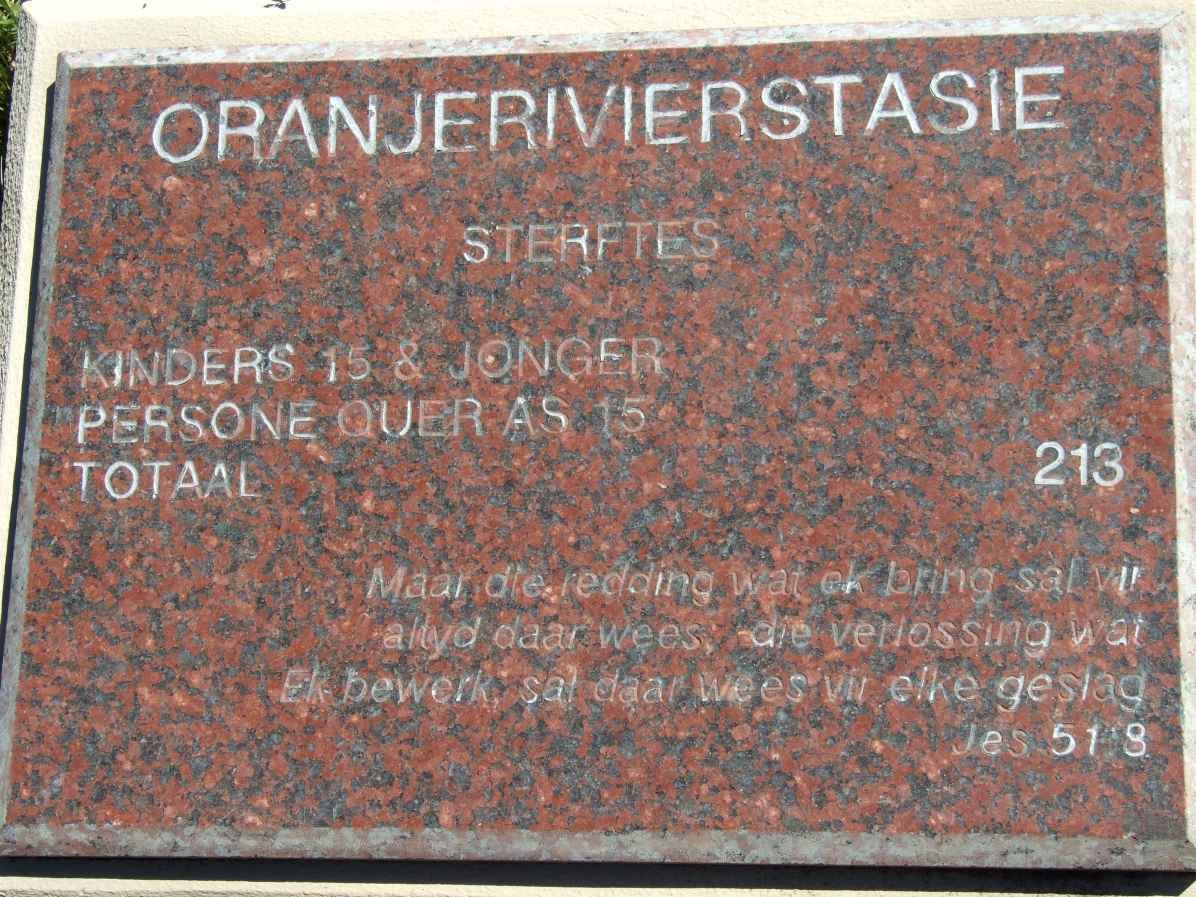 ORANJERIVIERSTASIE
STERFTES
KINDERS 15 & JONGER
PERSONE OUER AS 15
TOTAAL 213
Maar die redding wat ek bring sal vir
altyd daar wees, die verlossing wat
Ek bewerk, sal daar wees vir elke geslag
Jes 51:8